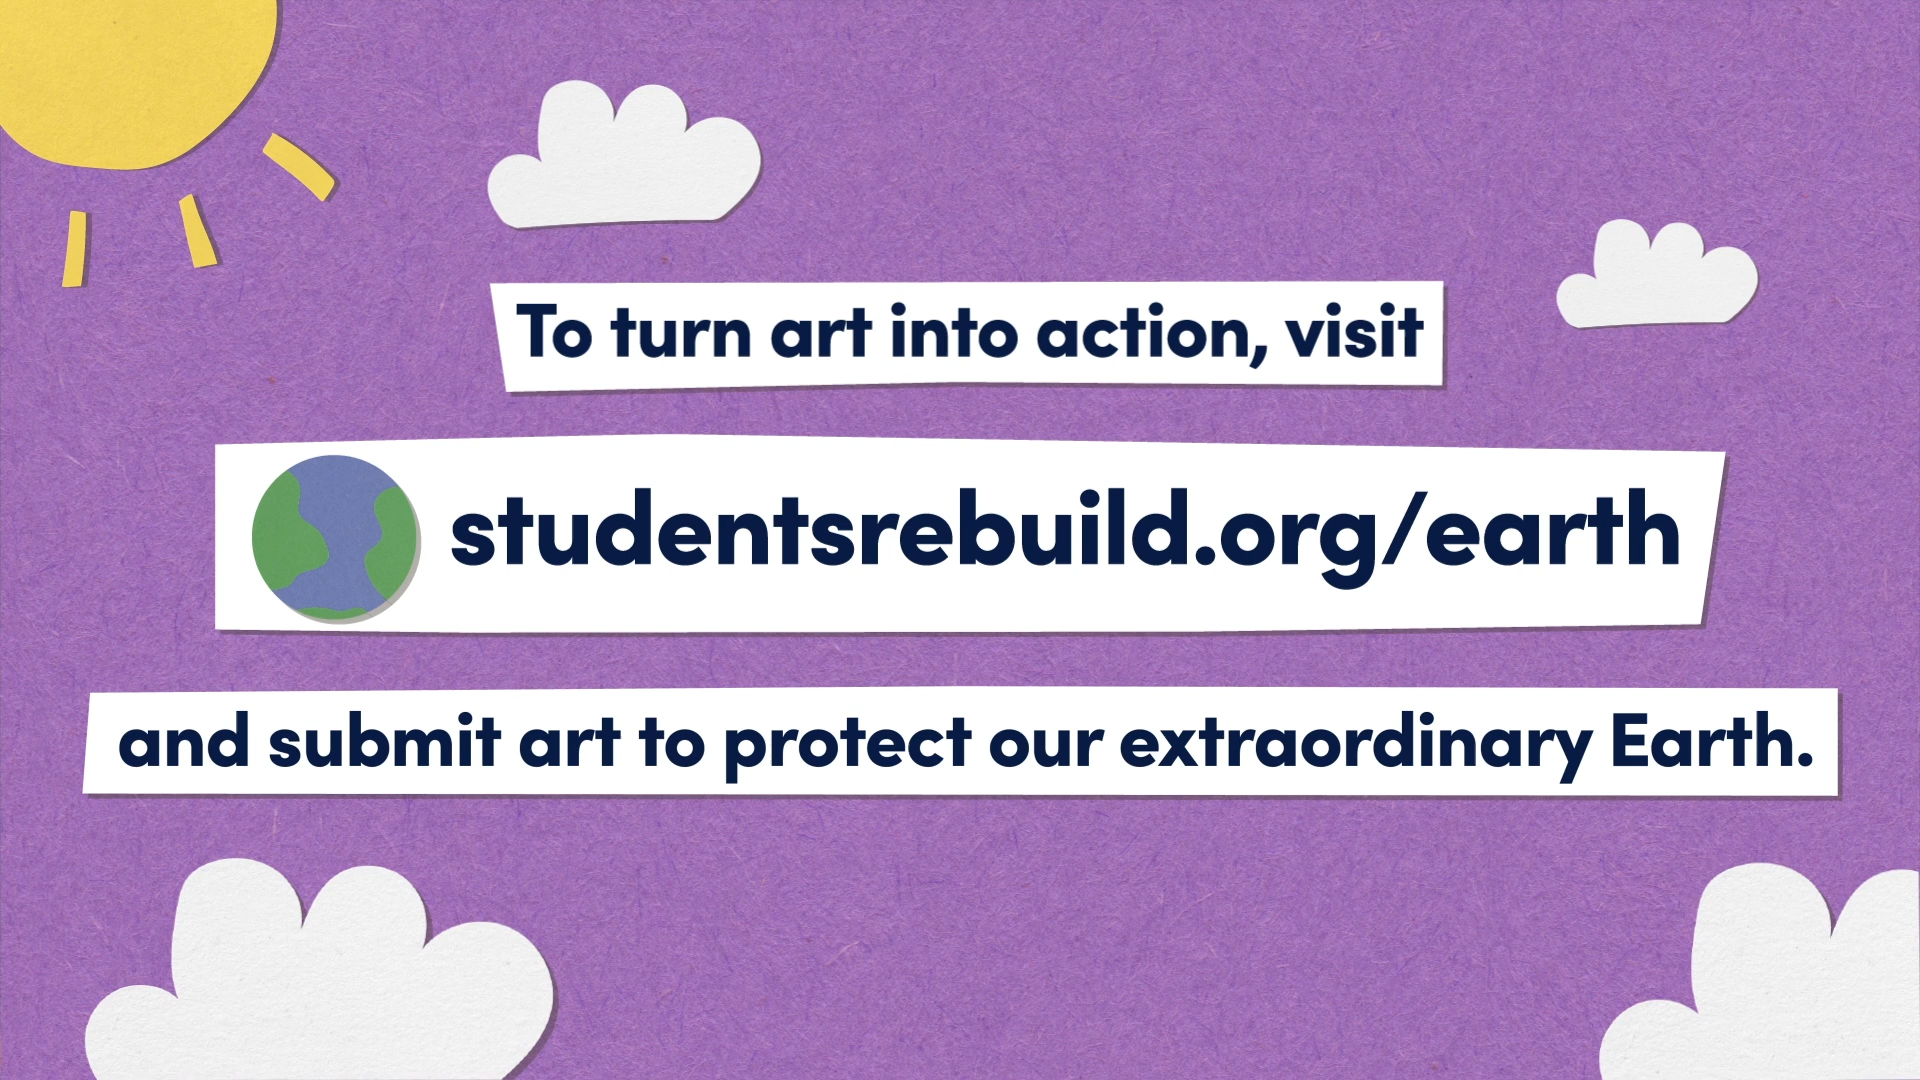 To turn art into action, visit
studentsrebuild.org/earth
and submit art to protect our extraordinary Earth.